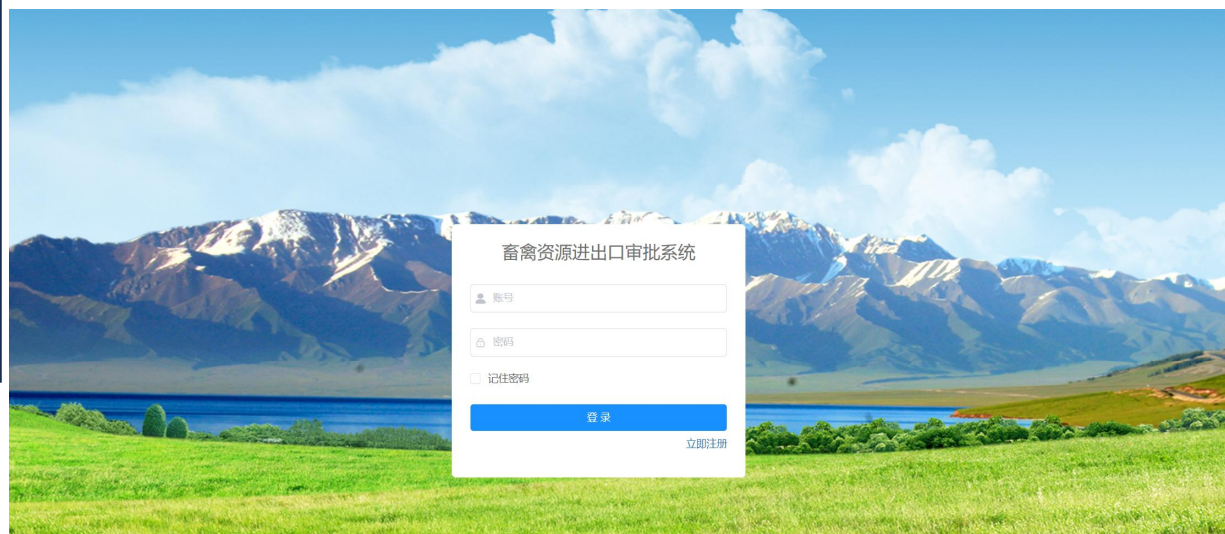 畜禽资源进出口审批系统
账号
密码
记住密码
登录
立即注册